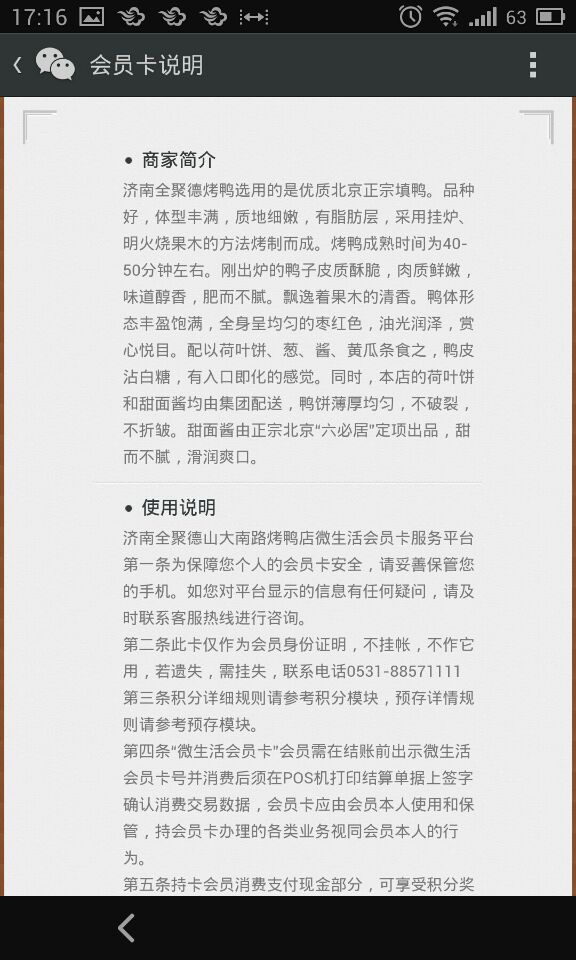 17:16
63
会员卡说明
• 商家简介
济南全聚德烤鸭选用的是优质北京正宗填鸭。品种
好，体型丰满，质地细嫩，有脂肪层，采用挂炉、
明火烧果木的方法烤制而成。烤鸭成熟时间为40-
50分钟左右。刚出炉的鸭子皮质酥脆，肉质鲜嫩，
味道醇香，肥而不腻。飘逸着果木的清香。鸭体形
态丰盈饱满，全身呈均匀的枣红色，油光润泽，赏
心悦目。配以荷叶饼、葱、酱、黄瓜条食之，鸭皮
沾白糖，有入口即化的感觉。同时，本店的荷叶饼
和甜面酱均由集团配送，鸭饼薄厚均匀，不破裂，
不折皱。甜面酱由正宗北京“六必居”定项出品，甜
而不腻，滑润爽口。
• 使用说明
济南全聚德山大南路烤鸭店微生活会员卡服务平台
第一条为保障您个人的会员卡安全，请妥善保管您
的手机。如您对平台显示的信息有任何疑问，请及
时联系客服热线进行咨询。
第二条此卡仅作为会员身份证明，不挂帐，不作它
用，若遗失，需挂失，联系电话0531-88571111
第三条积分详细规则请参考积分模块，预存详情规
则请参考预存模块。
第四条“微生活会员卡”会员需在结账前出示微生活
会员卡号并消费后须在POS机打印结算单据上签字
确认消费交易数据，会员卡应由会员本人使用和保
管，持会员卡办理的各类业务视同会员本人的行
为。
第五条持卡会员消费支付现金部分，可享受积分奖